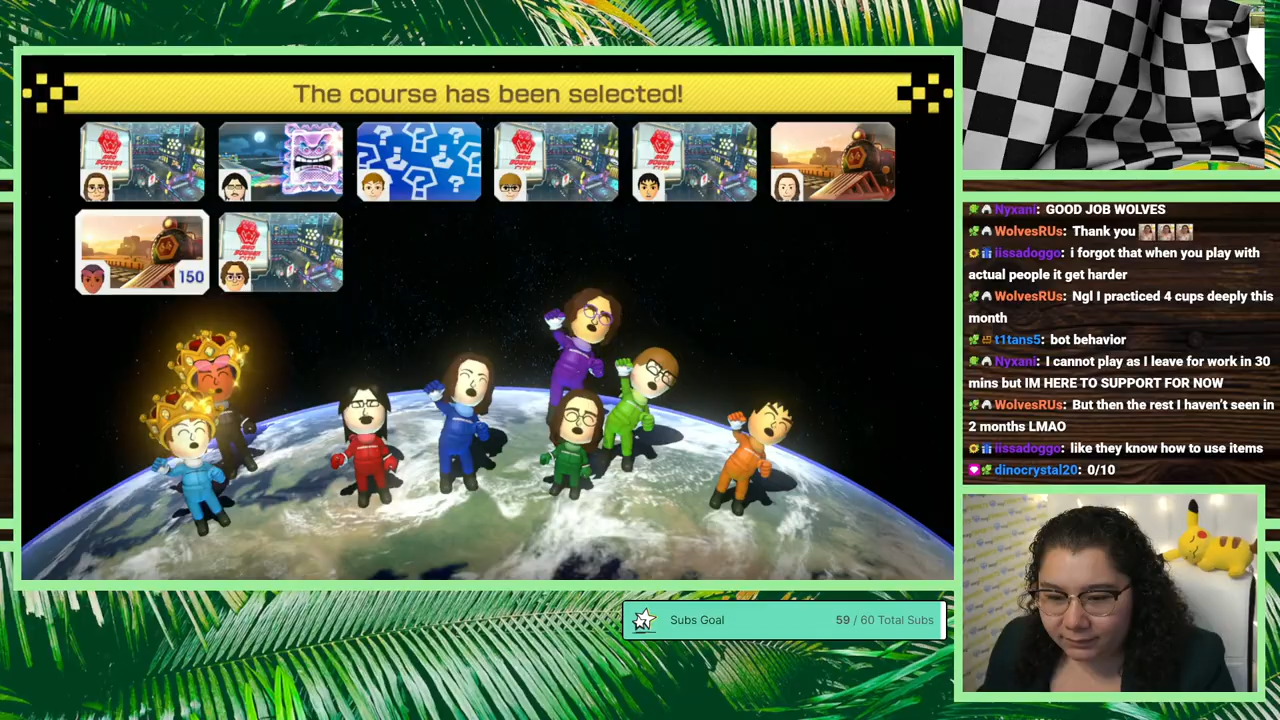 The course has been selected!
150
Nyxani: GOOD JOB WOLVES
WolvesRUs: Thank you
iissadoggo: i forgot that when you play with
actual people it get harder
WolvesRUs: Ngl I practiced 4 cups deeply this
month
t1tans5: bot behavior
Nyxani: I cannot play as I leave for work in 30
mins but IM HERE TO SUPPORT FOR NOW
WolvesRUs: But then the rest I haven't seen in
2 months LMAO
iissadoggo: like they know how to use items
dinocrystal20: 0/10
Subs Goal
59 / 60 Total Subs